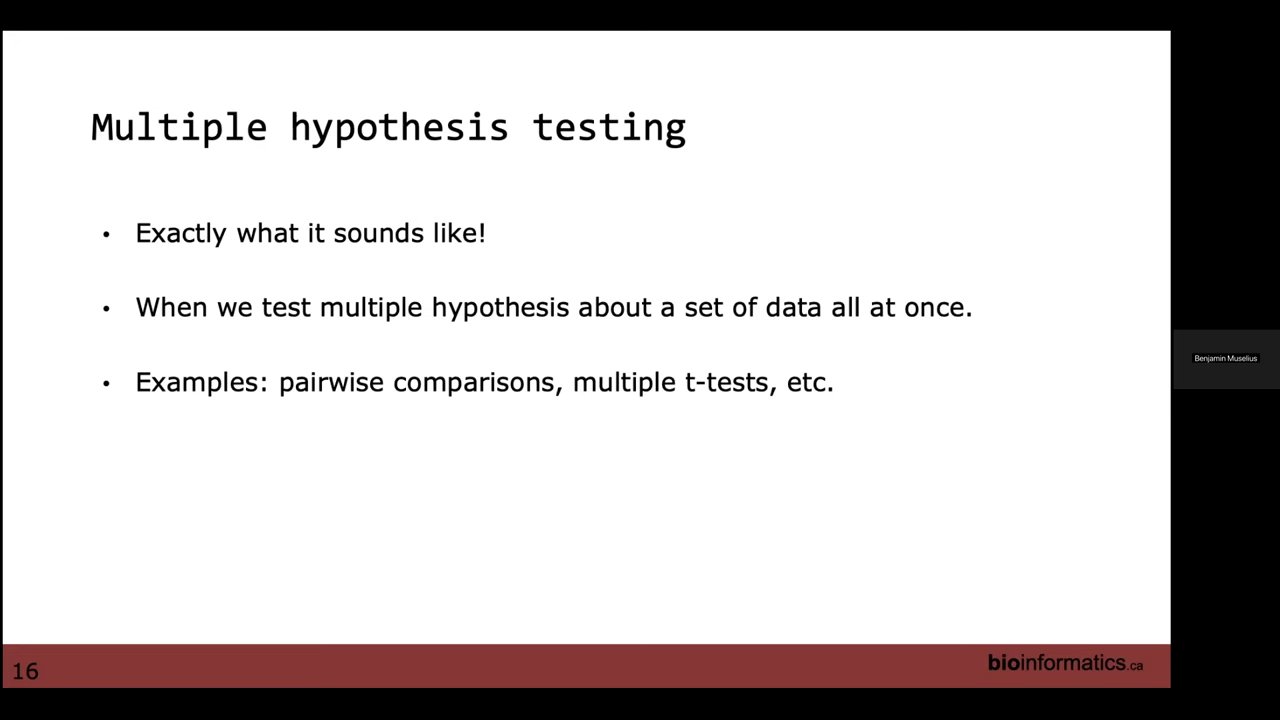 Multiple hypothesis testing
• Exactly what it sounds like!
• When we test multiple hypothesis about a set of data all at once.
• Examples: pairwise comparisons, multiple t-tests, etc.
Benjamin Muselius
16
bioinformatics.ca